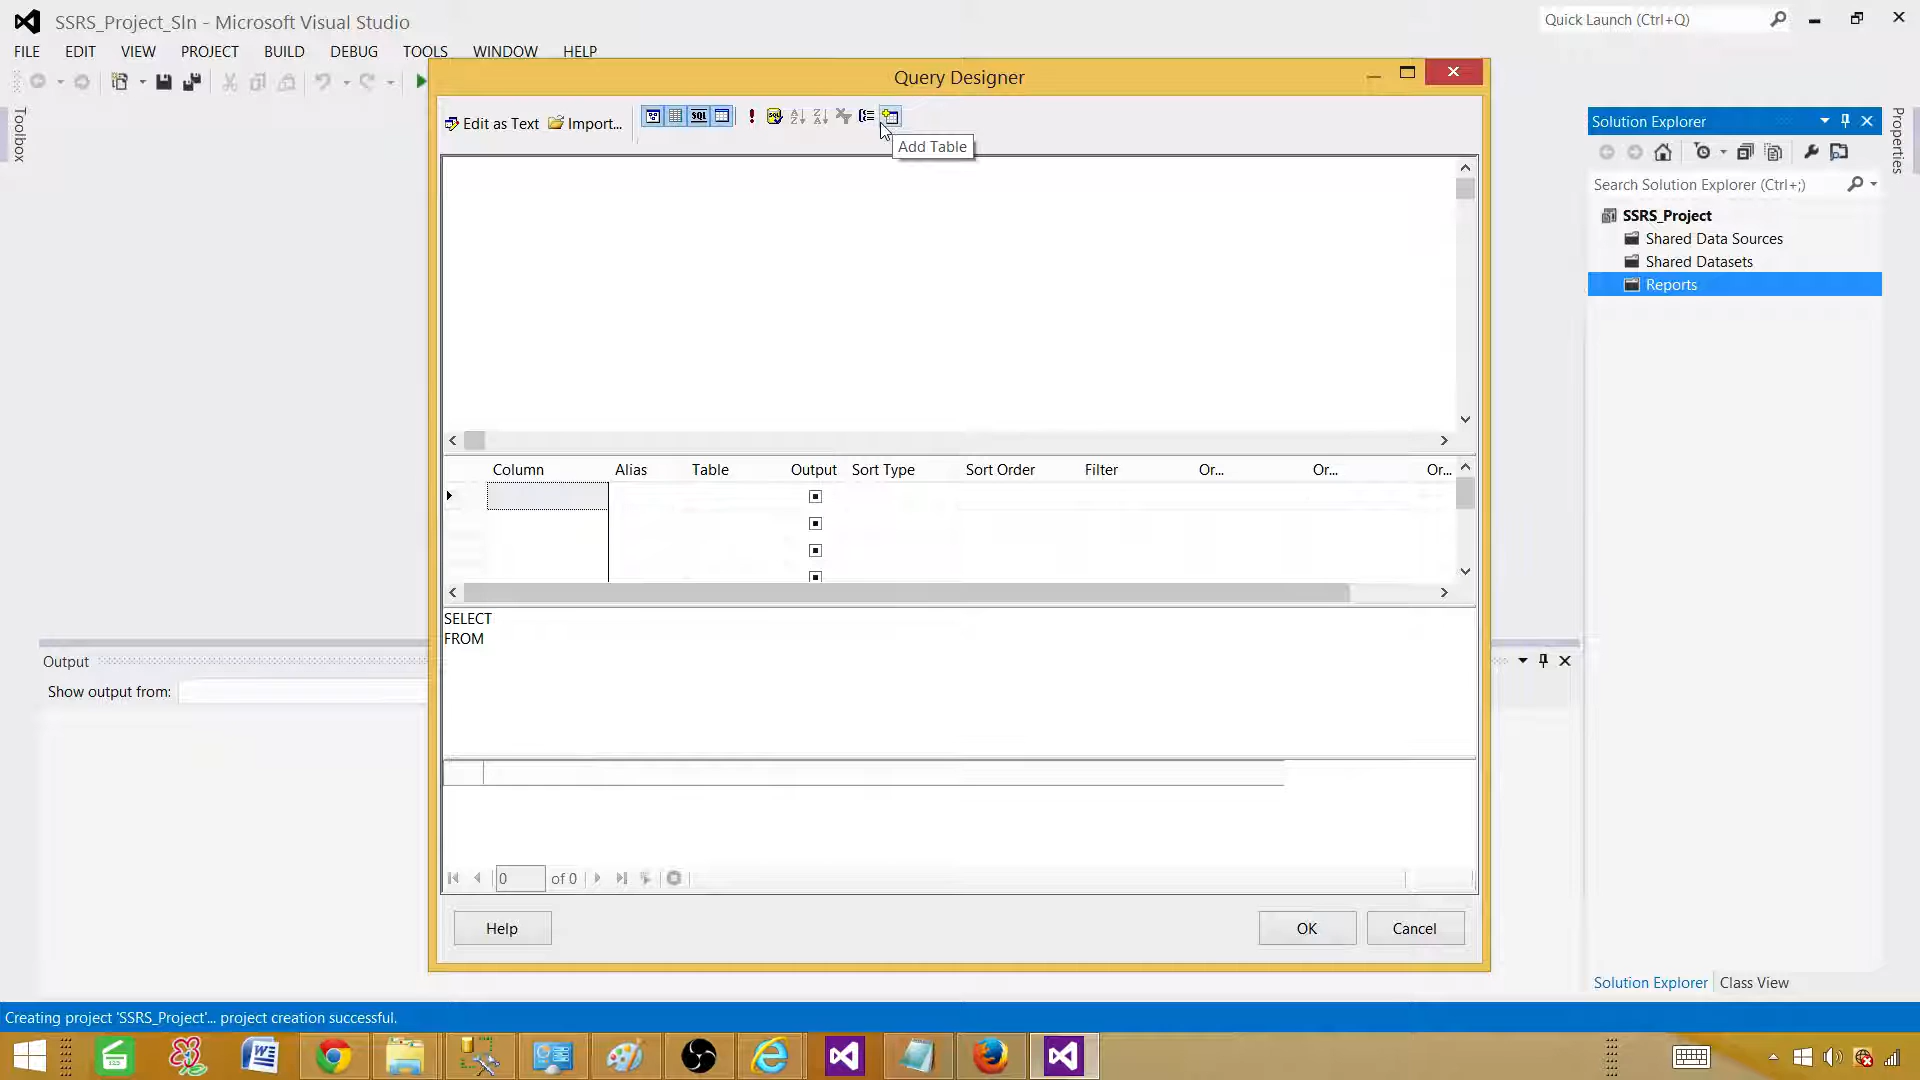 SSRS_Project_Sln - Microsoft Visual Studio
Quick Launch (Ctrl+Q)
FILE EDIT VIEW PROJECT BUILD DEBUG TOOLS WINDOW HELP
Query Designer
Toolbox
Edit as Text Import...
SQL
Add Table
Solution Explorer
Properties
Search Solution Explorer (Ctrl+;)
SSRS_Project
Shared Data Sources
Shared Datasets
Reports
Column Alias Table Output Sort Type Sort Order Filter Or... Or... Or...
SELECT
FROM
Output
Show output from:
0 of 0
Help OK Cancel
Solution Explorer Class View
Creating project 'SSRS_Project'... project creation successful.